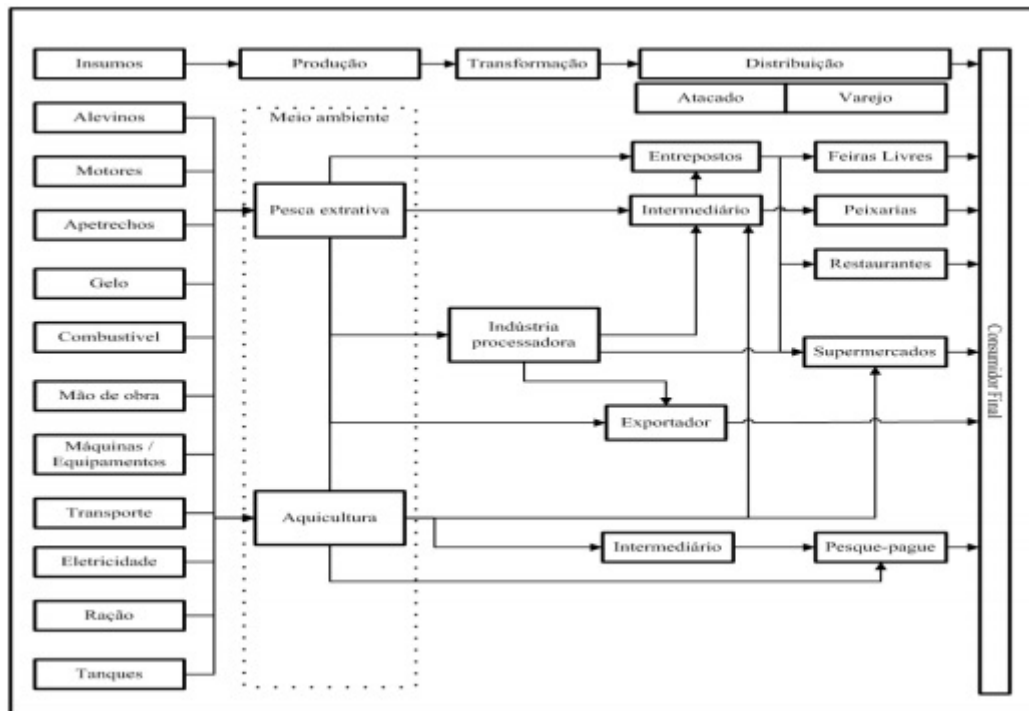 Insumos
Produção
Transformação
Distribuição
Atacado
Varejo
Alevinos
Motores
Apetrechos
Gelo
Combustível
Mão de obra
Máquinas /
Equipamentos
Transporte
Eletricidade
Ração
Tanques
Meio ambiente
Pesca extrativa
Aquicultura
Indústria
processadora
Entrepostos
Intermediário
Exportador
Intermediário
Feiras Livres
Peixarias
Restaurantes
Supermercados
Pesque-pague
Consumidor Final